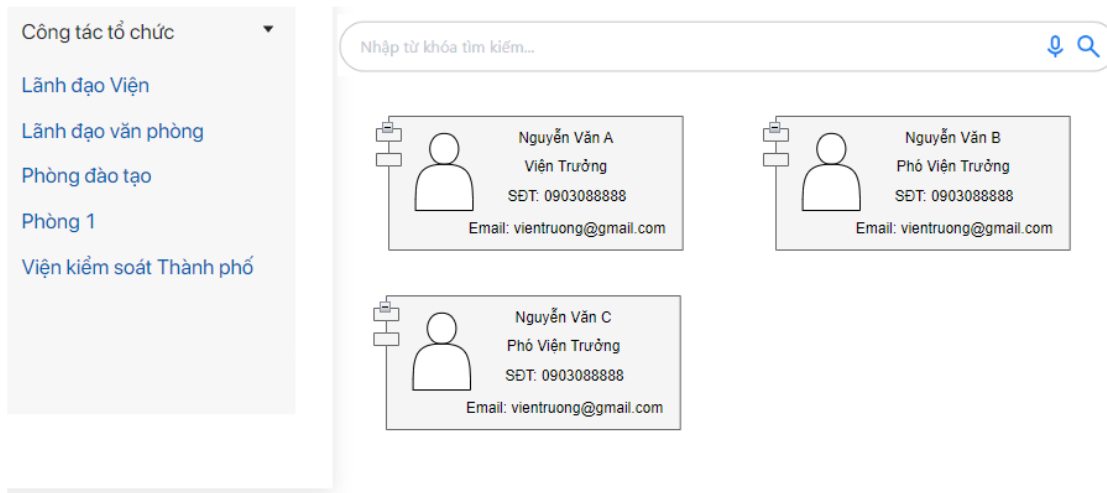 Công tác tổ chức
Lãnh đạo Viện
Lãnh đạo văn phòng
Phòng đào tạo
Phòng 1
Viện kiểm soát Thành phố
Nhập từ khóa tìm kiếm...
Nguyễn Văn A
Viện Trưởng
SĐT: 0903088888
Email: vientruong@gmail.com
Nguyễn Văn B
Phó Viện Trưởng
SĐT: 0903088888
Email: vientruong@gmail.com
Nguyễn Văn C
Phó Viện Trưởng
SĐT: 0903088888
Email: vientruong@gmail.com